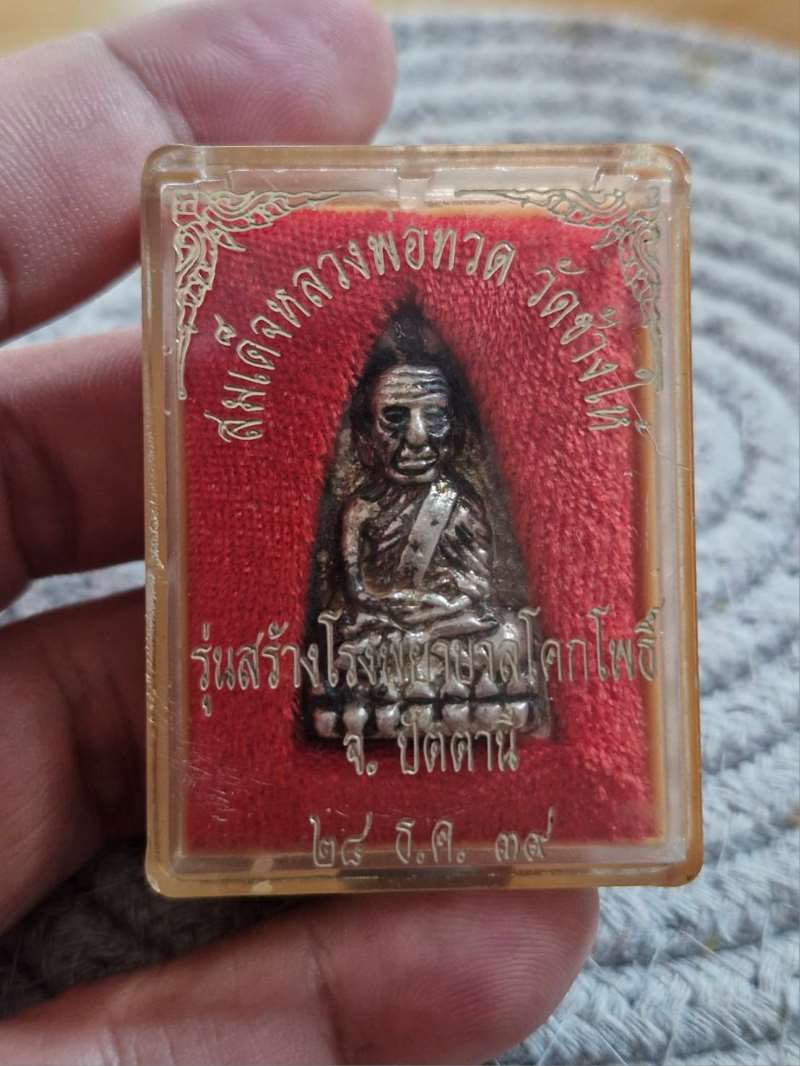 สมเด็จหลวงพ่อทวด วัดช้างให้
รุ่นสร้างโรงพยาบาลโคกโพธิ์
จ. ปัตตานี
๒๘ ธ.ค. ๓๙